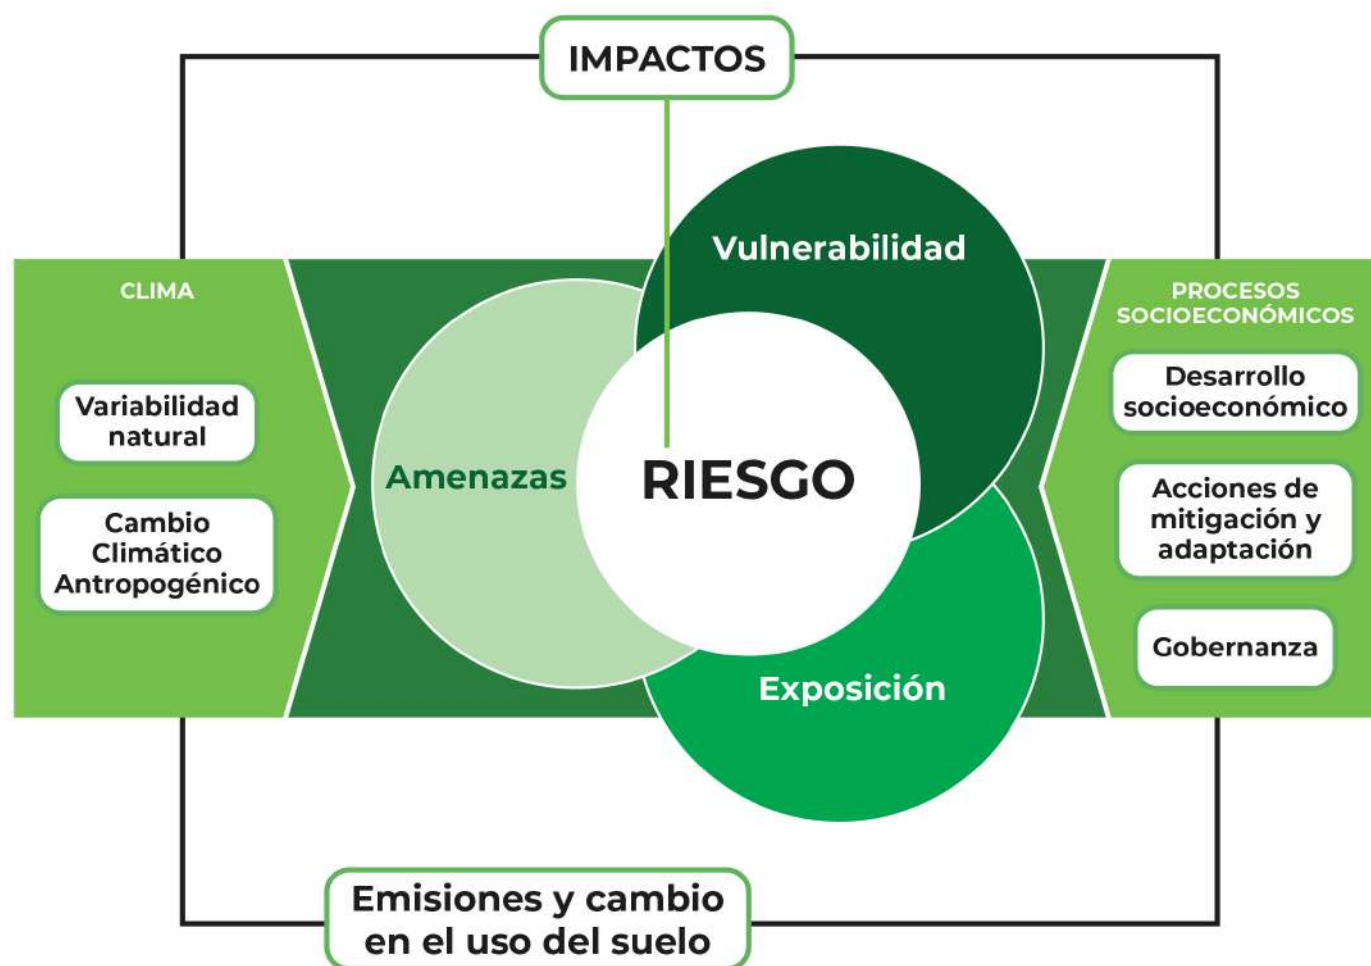 IMPACTOS
Vulnerabilidad
CLIMA
Variabilidad
natural
Cambio
Climático
Antropogénico
Amenazas
RIESGO
Exposición
PROCESOS
SOCIOECONÓMICOS
Desarrollo
socioeconómico
Acciones de
mitigación y
adaptación
Gobernanza
Emisiones y cambio
en el uso del suelo